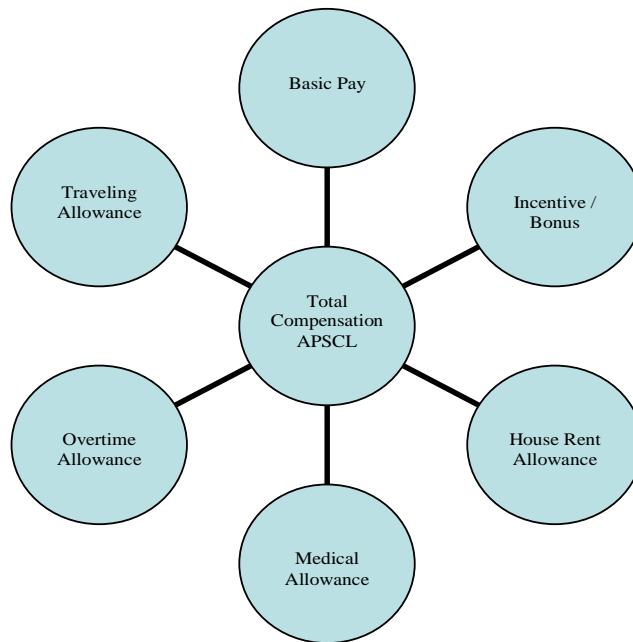 Basic Pay
Traveling
Allowance
Incentive /
Bonus
Total
Compensation
APSCL
Overtime
Allowance
House Rent
Allowance
Medical
Allowance